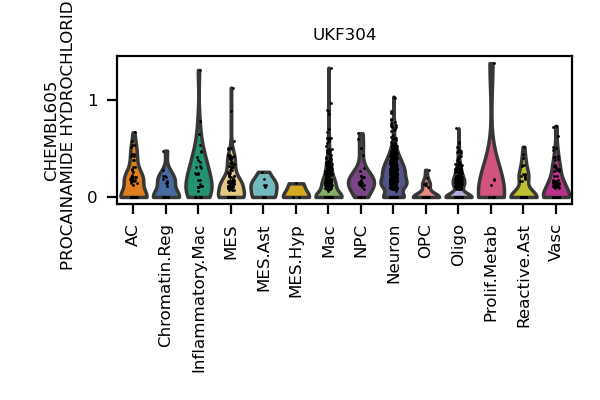 UKF304
CHEMBL605
PROCAINAMIDE HYDROCHLORID
1
0
AC
Chromatin.Reg
Inflammatory.Mac
MES
MES.Ast
MES.Hyp
Mac
NPC
Neuron
OPC
Oligo
Prolif.Metab
Reactive.Ast
Vasc